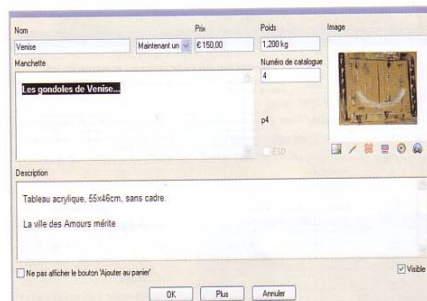 Nom
Prix
Poids
Image
Venise
Maintenant un
€ 150,00
1,200 kg
Manchette
Numéro de catalogue
Les gondoles de Venise...
4
p4
ESD
Description
Tableau acrylique, 55x46cm, sans cadre.
La ville des Amours mérite
Ne pas afficher le bouton 'Ajouter au panier'
Visible
OK
Plus
Annuler